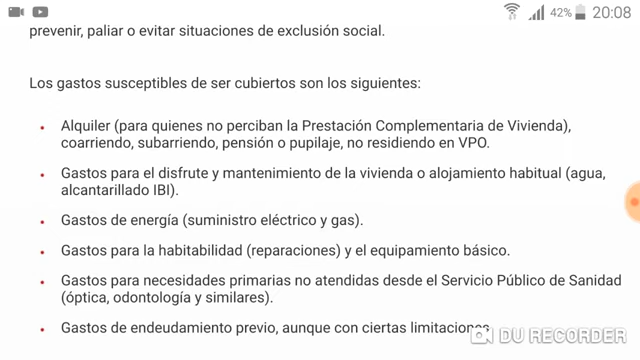 42% 20:08
prevenir, paliar o evitar situaciones de exclusión social.
Los gastos susceptibles de ser cubiertos son los siguientes:
Alquiler (para quienes no perciban la Prestación Complementaria de Vivienda),
coarriendo, subarriendo, pensión o pupilaje, no residiendo en VPO.
Gastos para el disfrute y mantenimiento de la vivienda o alojamiento habitual (agua,
alcantarillado IBI).
Gastos de energía (suministro eléctrico y gas).
Gastos para la habitabilidad (reparaciones) y el equipamiento básico.
Gastos para necesidades primarias no atendidas desde el Servicio Público de Sanidad
(óptica, odontología y similares).
Gastos de endeudamiento previo, aunque con ciertas limitaciones
DU RECORDER